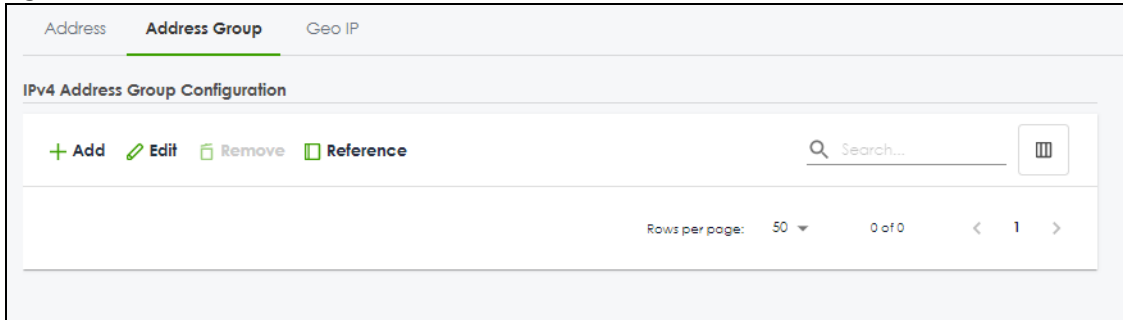 Address Address Group Geo IP
IPv4 Address Group Configuration
Add Edit Remove Reference Search...
Rows per page: 50 0 of 0 1